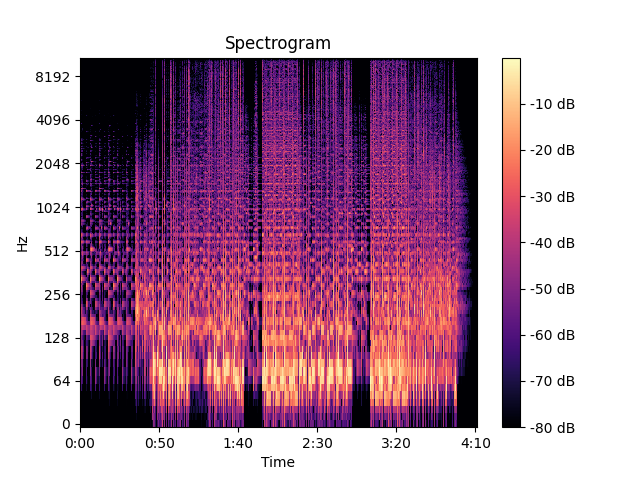 Spectrogram
8192
4096
2048
1024
512
256
128
64
0
Hz
0:00 0:50 1:40 2:30 3:20 4:10
Time
-10 dB
-20 dB
-30 dB
-40 dB
-50 dB
-60 dB
-70 dB
-80 dB